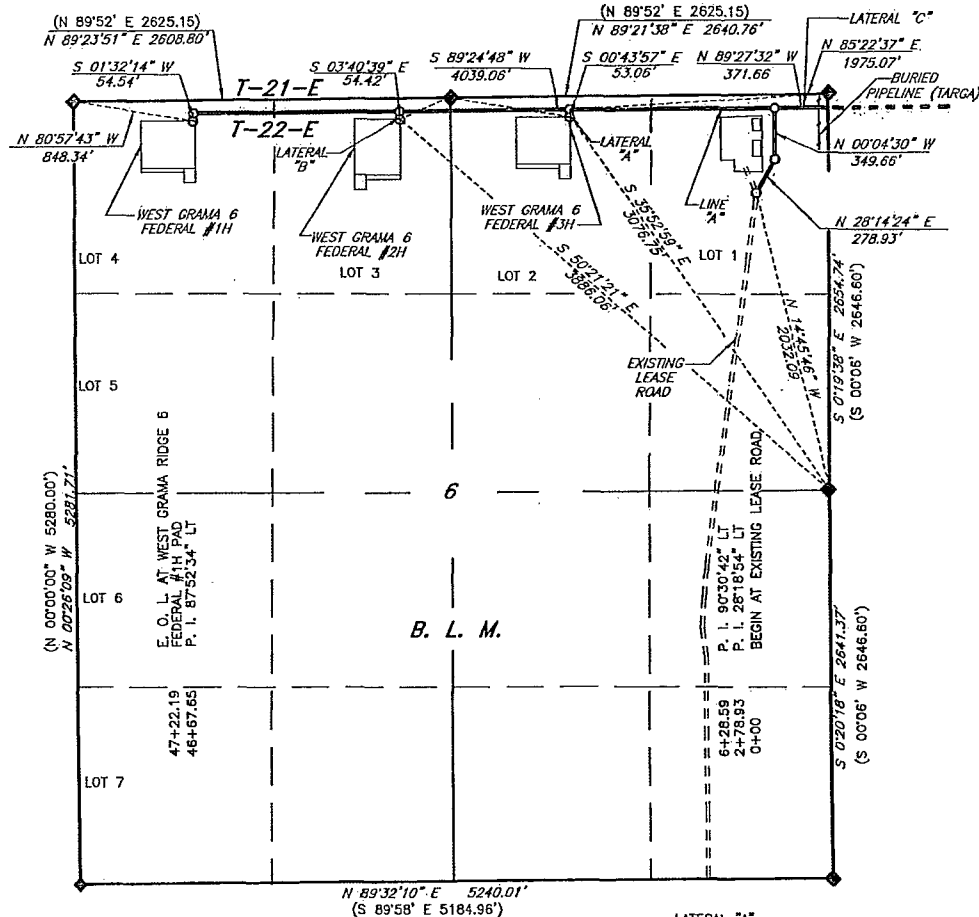 (N 89°52' E 2625.15)
N 89°23'51" E 2608.80'
(N 89°52' E 2625.15)
N 89°21'38" E 2640.76'
LATERAL "C"
S 01°32'14" W
54.54'
S 03°40'39" E
54.42'
S 89°24'48" W
4039.06'
S 00°43'57" E
53.06'
N 89°27'32" W
371.66
N 85°22'37" E
1975.07'
BURIED
PIPELINE (TARGA)
T-21-E
T-22-E
N 80°57'43" W
848.34'
LATERAL
"B"
LATERAL
"A"
LINE
"A"
N 00°04'30" W
349.66'
WEST GRAMA 6
FEDERAL #1H
WEST GRAMA 6
FEDERAL #2H
WEST GRAMA 6
FEDERAL #3H
N 28°14'24" E
278.93'
LOT 4
LOT 3
LOT 2
LOT 1
S 35°52'59" E
3076.75'
S 50°21'21" E
3886.06'
N 14°45'46" W
2032.09
S 0°19'38" E 2654.74'
(S 00°06' W 2646.60')
EXISTING
LEASE
ROAD
LOT 5
(N 00°00'00" W 5280.00')
N 00°26'09" W 5281.71'
E. O. L. AT WEST GRAMA RIDGE 6
FEDERAL #1H PAD
P. I. 87°52'34" LT
6
P. I. 90°30'42" LT
P. I. 28°18'54" LT
BEGIN AT EXISTING LEASE ROAD
LOT 6
B. L. M.
S 0°20'18" E 2641.37'
(S 00°06' W 2646.60')
47+22.19
46+67.65
6+28.59
2+78.93
0+00
LOT 7
N 89°32'10" E 5240.01'
(S 89°58' E 5184.96')
LATERAL "A"